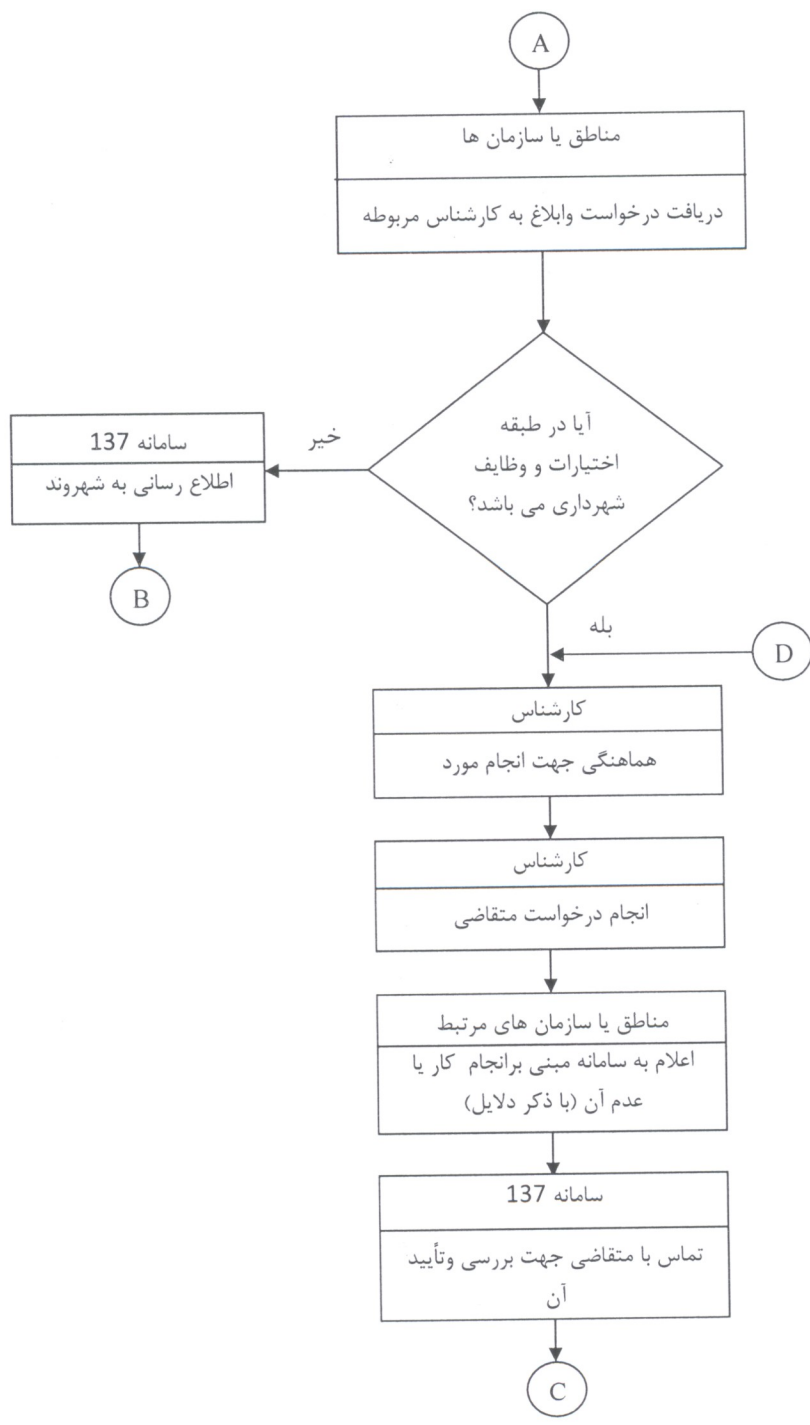 A
مناطق یا سازمان ها
دریافت درخواست وابلاغ به کارشناس مربوطه
آیا در طبقه
اختیارات و وظایف
شهرداری می باشد؟
خیر
سامانه 137
اطلاع رسانی به شهروند
B
بله
D
کارشناس
هماهنگی جهت انجام مورد
کارشناس
انجام درخواست متقاضی
مناطق یا سازمان های مرتبط
اعلام به سامانه مبنی برانجام کار یا
عدم آن (با ذکر دلایل)
سامانه 137
تماس با متقاضی جهت بررسی وتأیید
آن
C